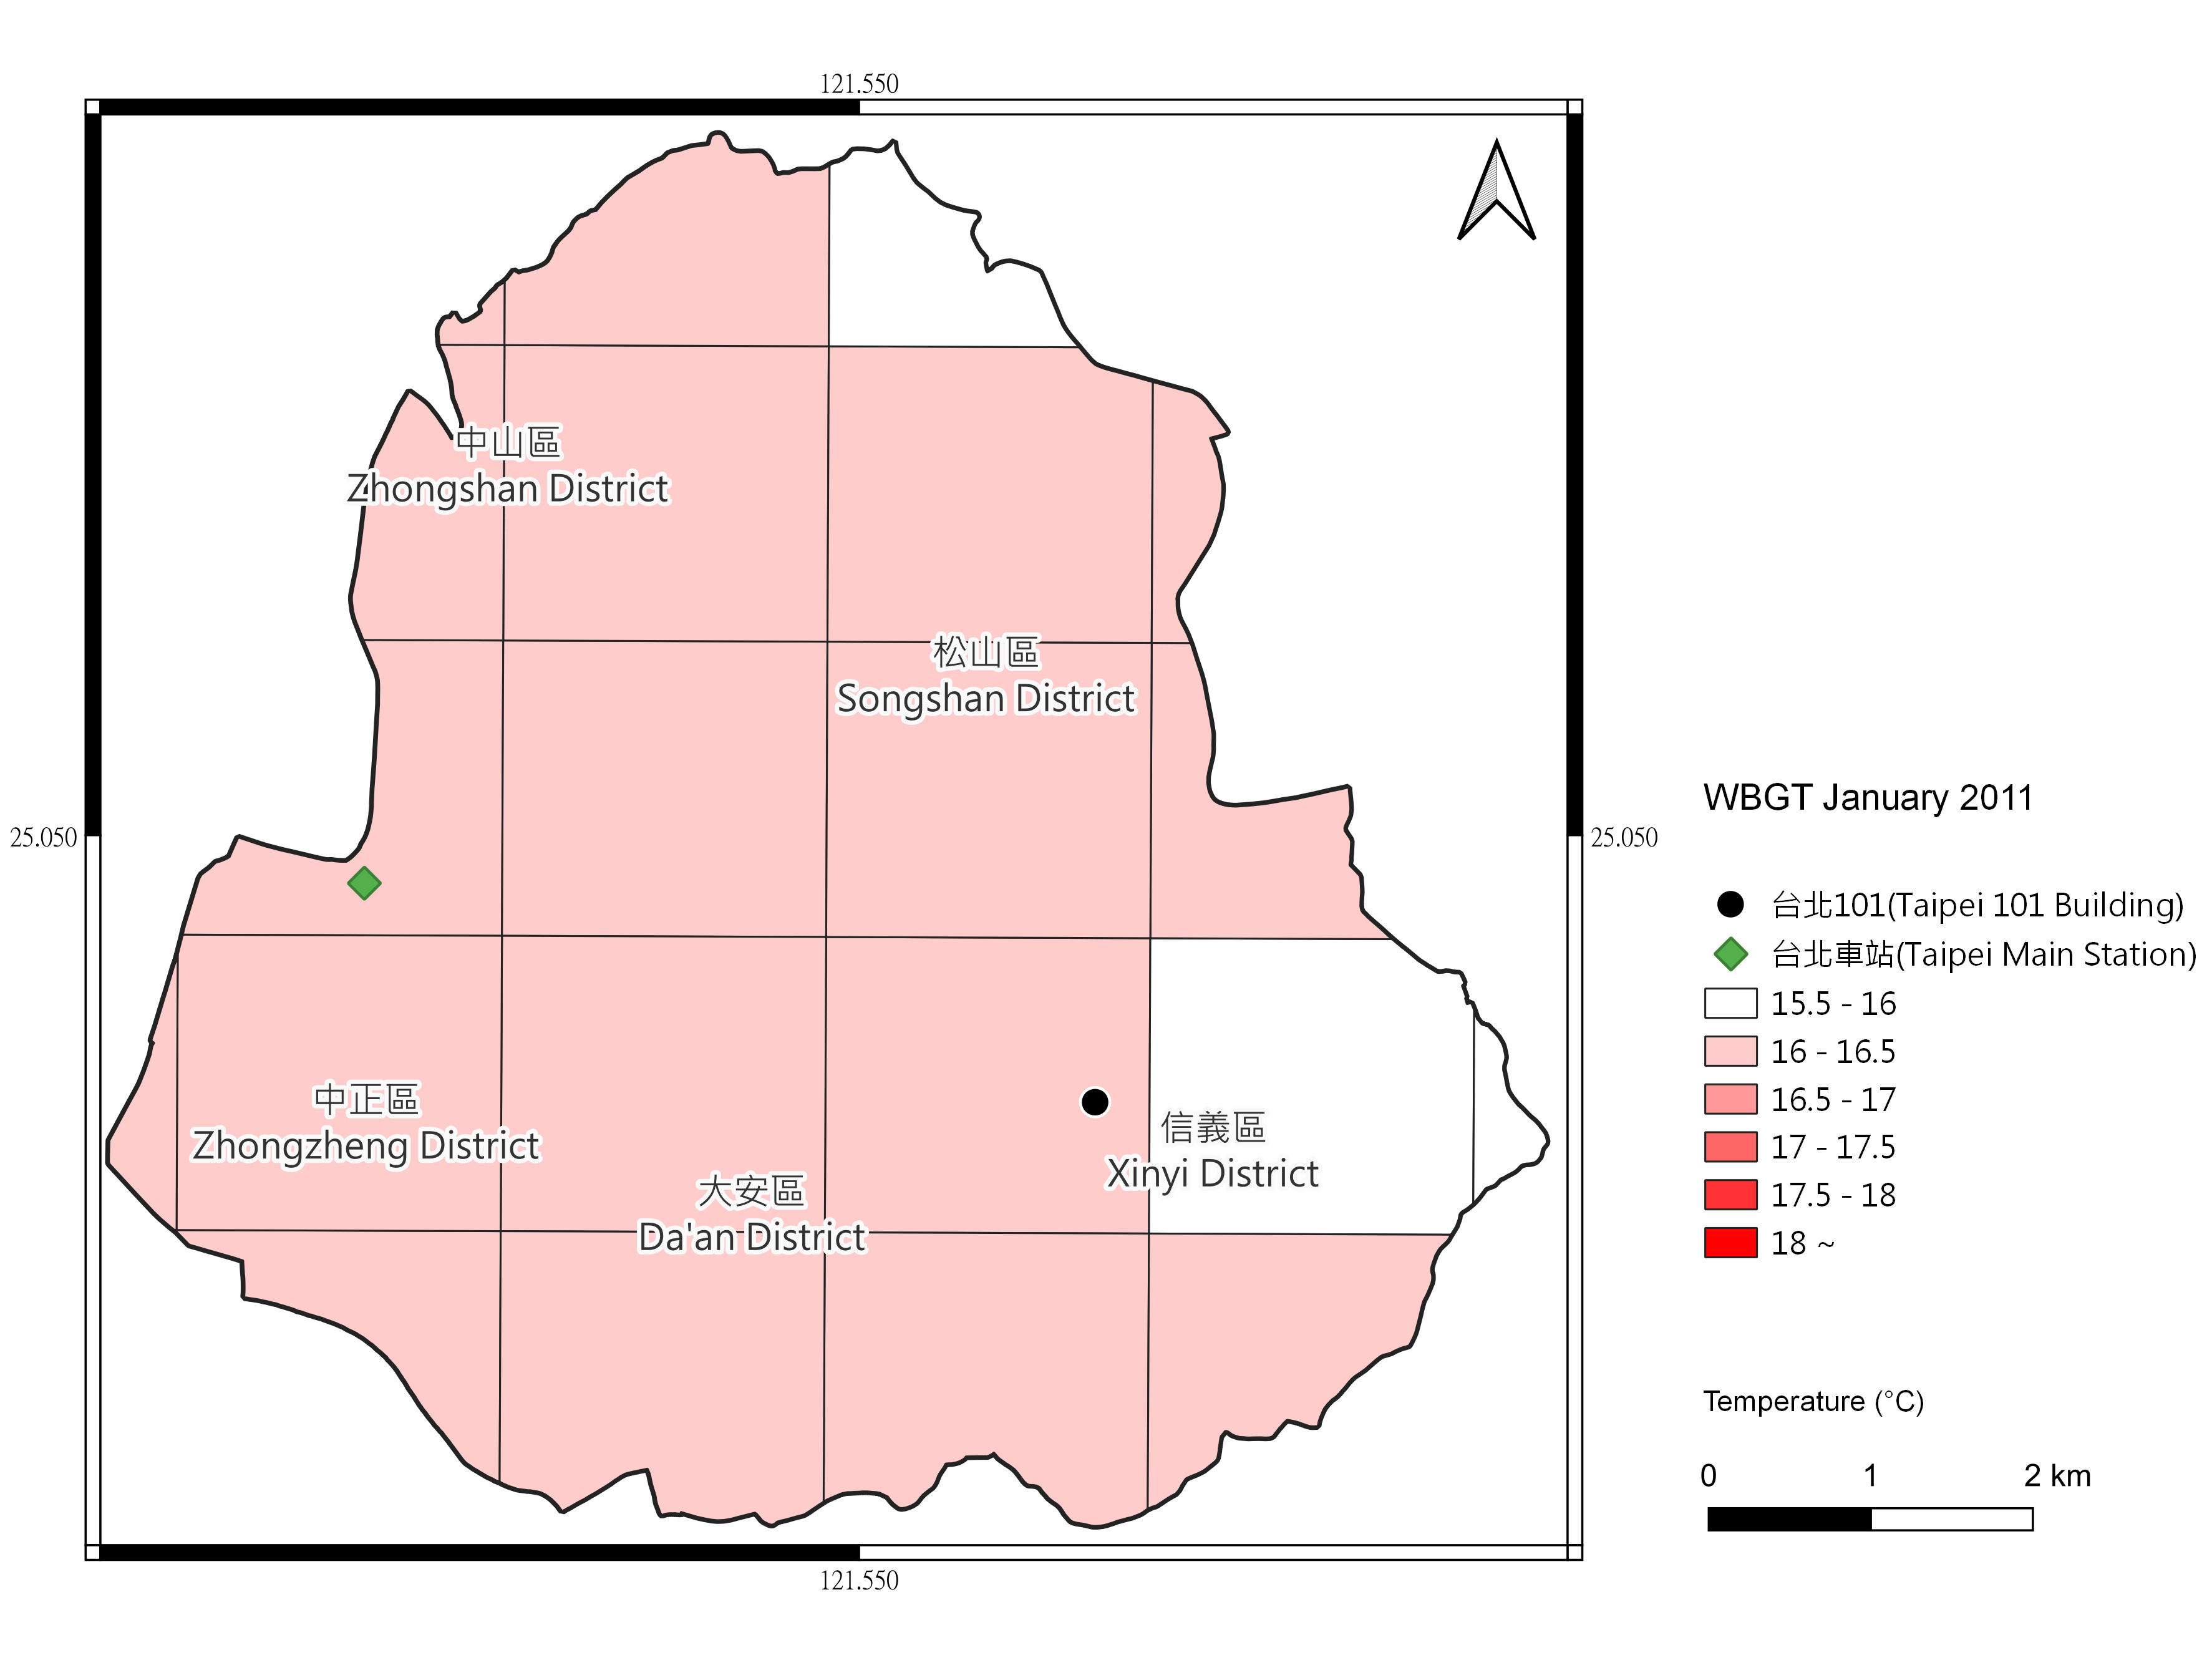 121.550
中山區
Zhongshan District
松山區
Songshan District
25.050
25.050
中正區
Zhongzheng District
信義區
Xinyi District
大安區
Da'an District
121.550
WBGT January 2011
台北101(Taipei 101 Building)
台北車站(Taipei Main Station)
15.5 - 16
16 - 16.5
16.5 - 17
17 - 17.5
17.5 - 18
18 ~
Temperature (°C)
0 1 2 km